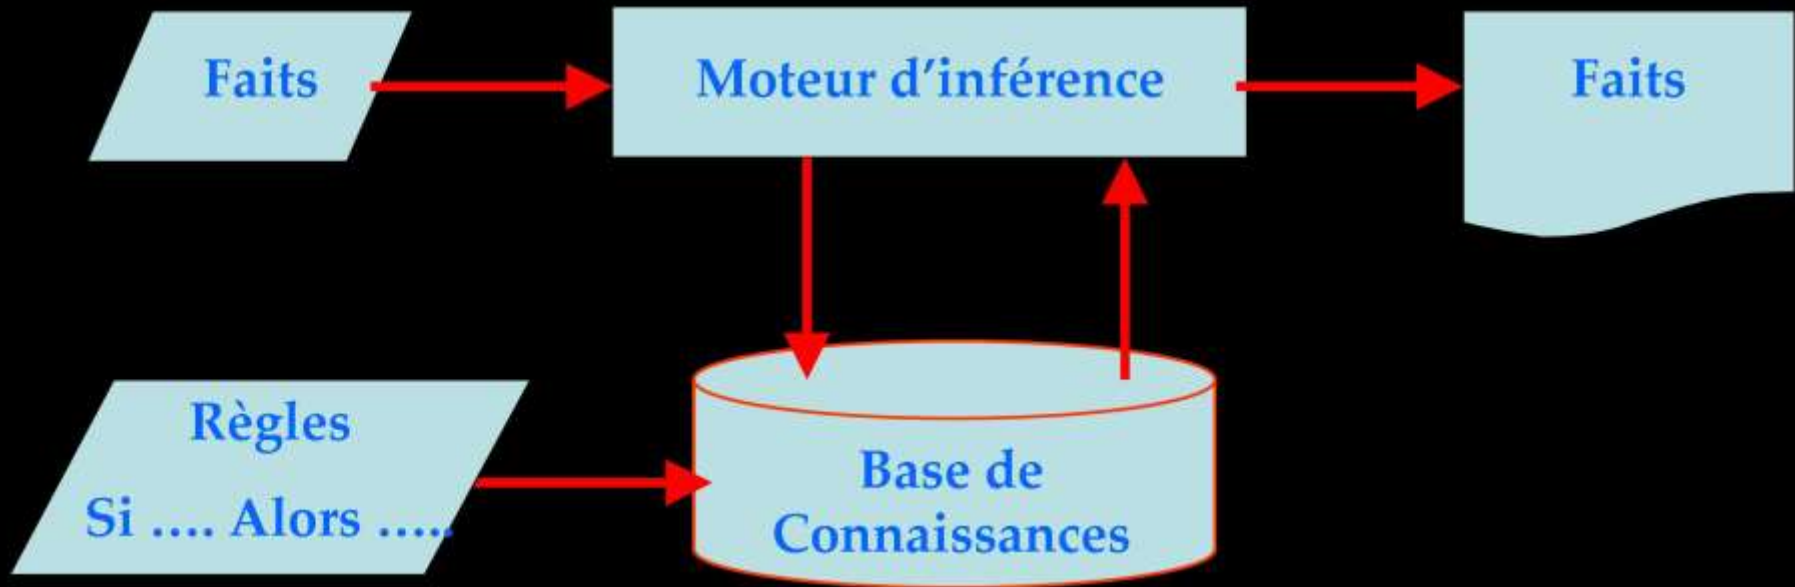 Faits
Moteur d'inférence
Faits
Règles
Si .... Alors .....
Base de
Connaissances